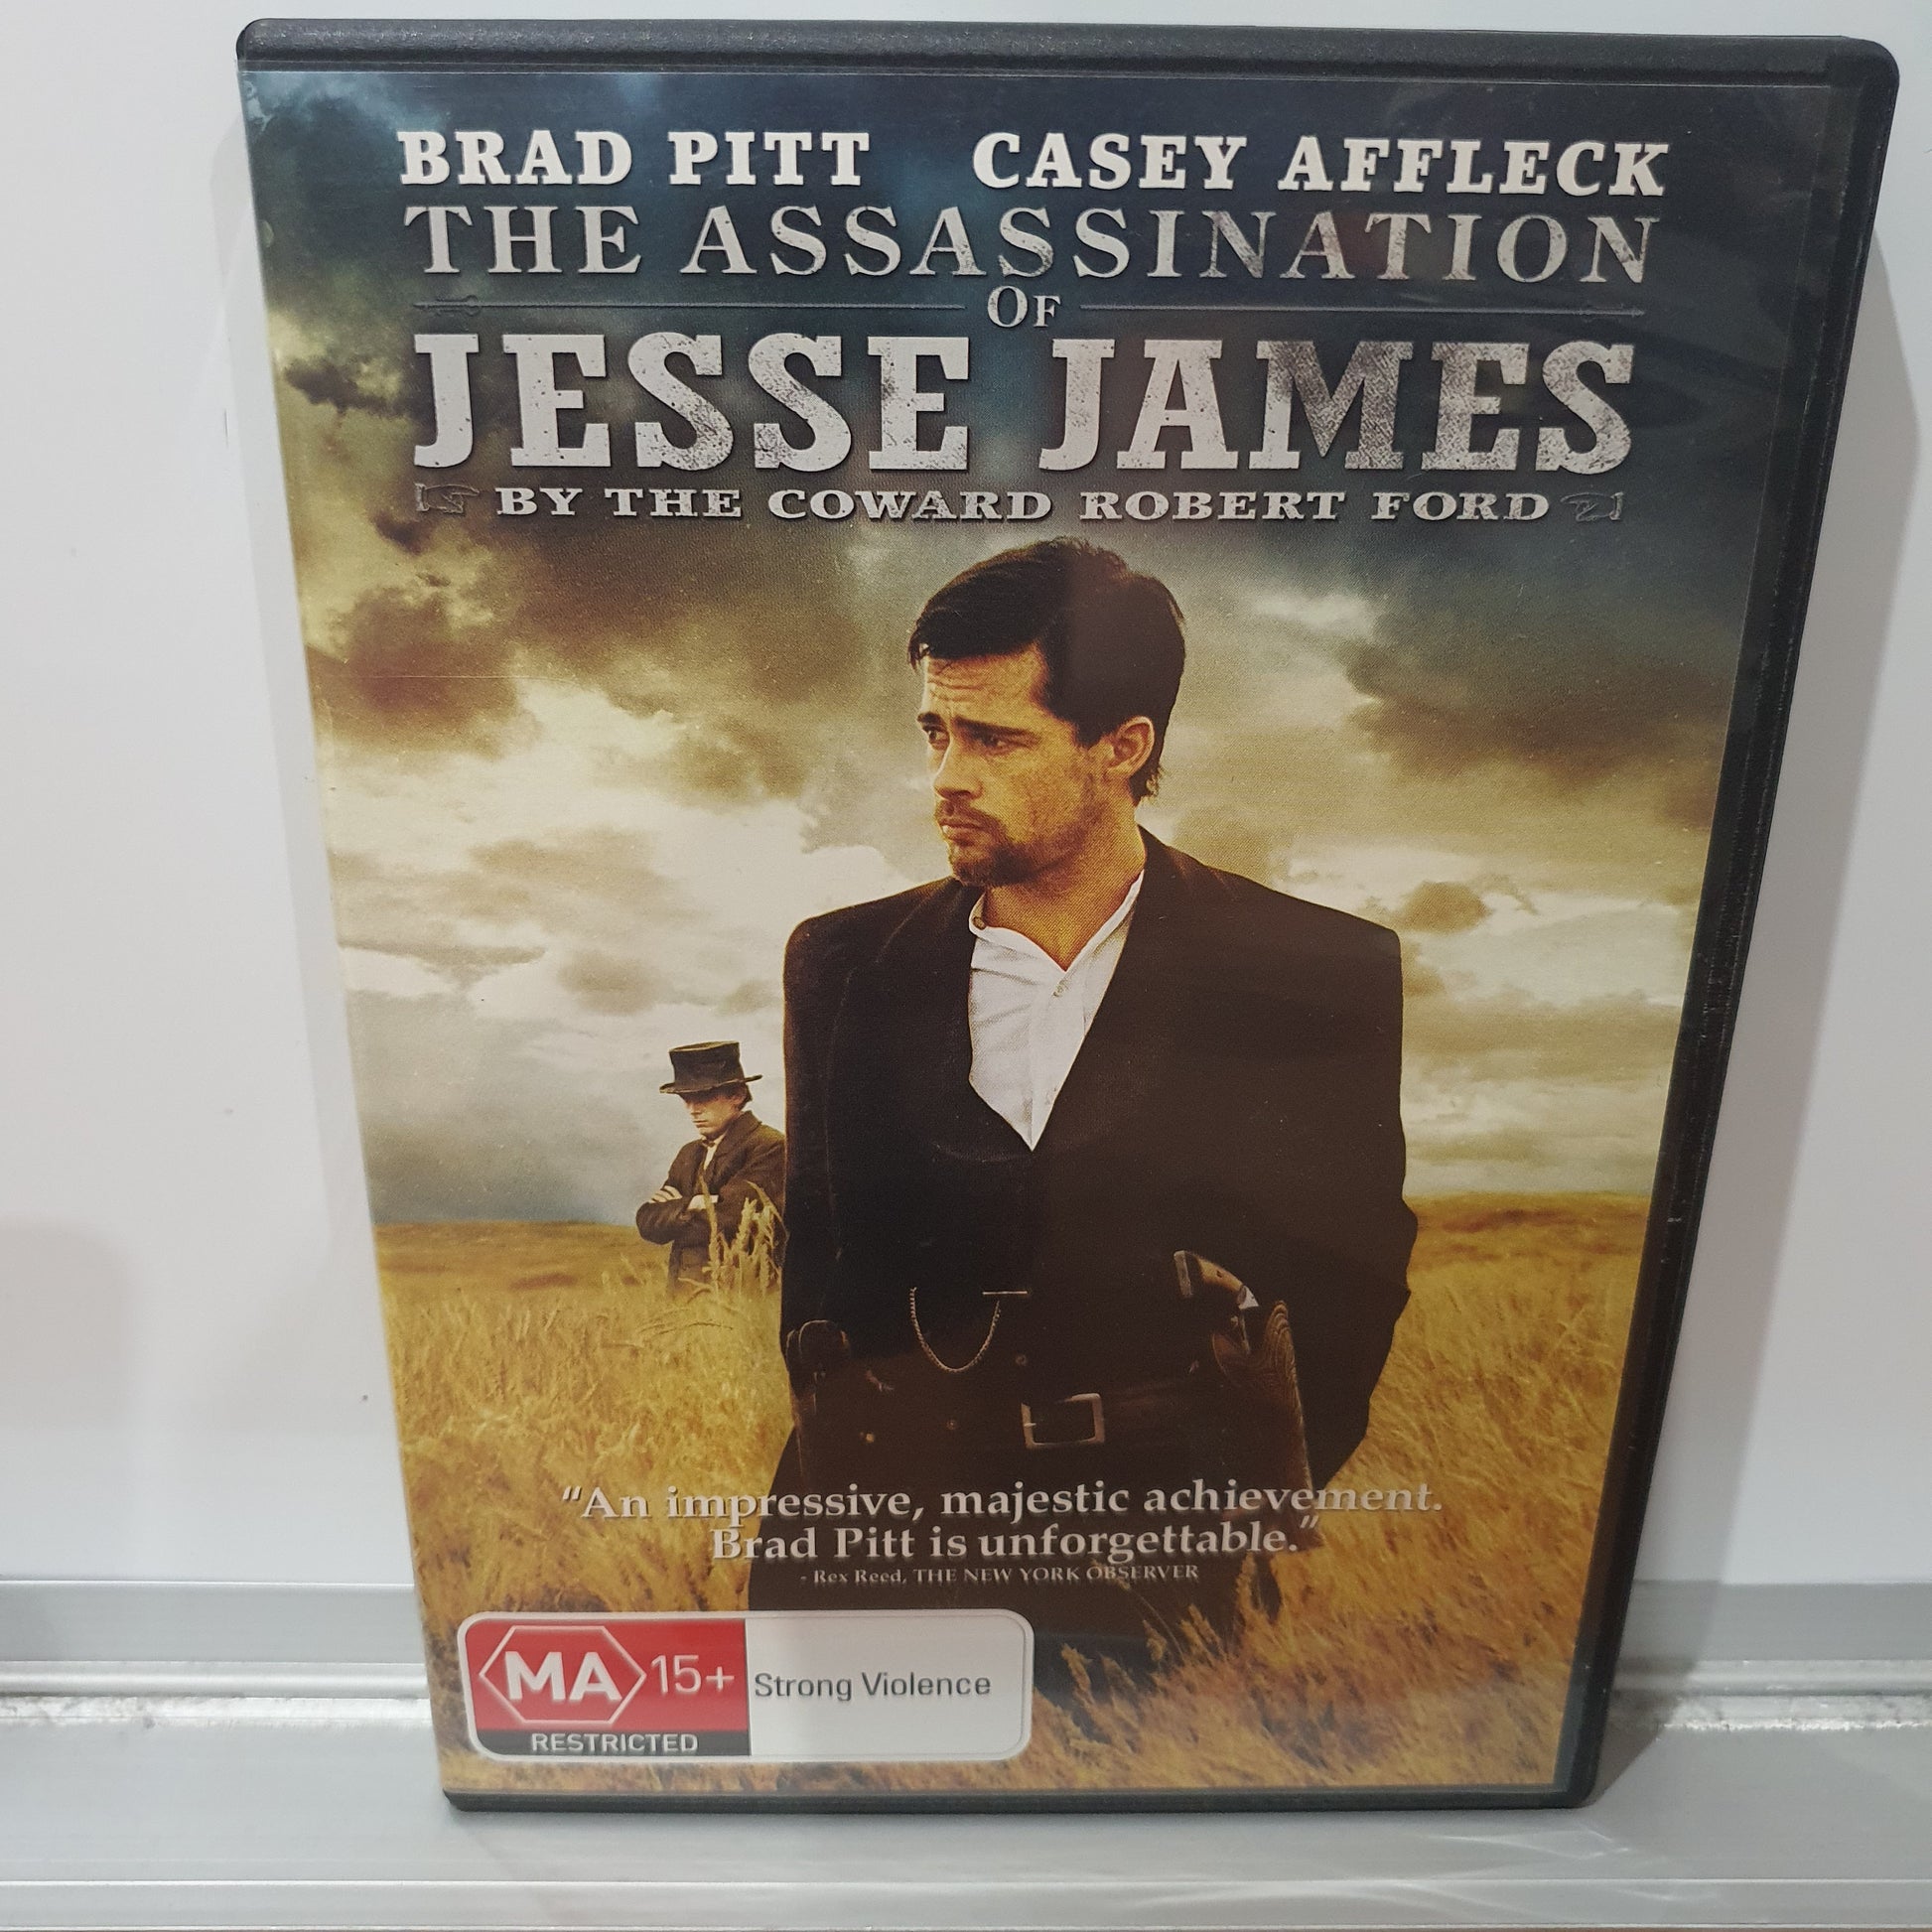 BRAD PITT CASEY AFFLECK
THE ASSASSINATION
OF
JESSE JAMES
BY THE COWARD ROBERT FORD
"An impressive, majestic achievement.
Brad Pitt is unforgettable."
- Rex Reed, THE NEW YORK OBSERVER
MA 15+ Strong Violence
RESTRICTED